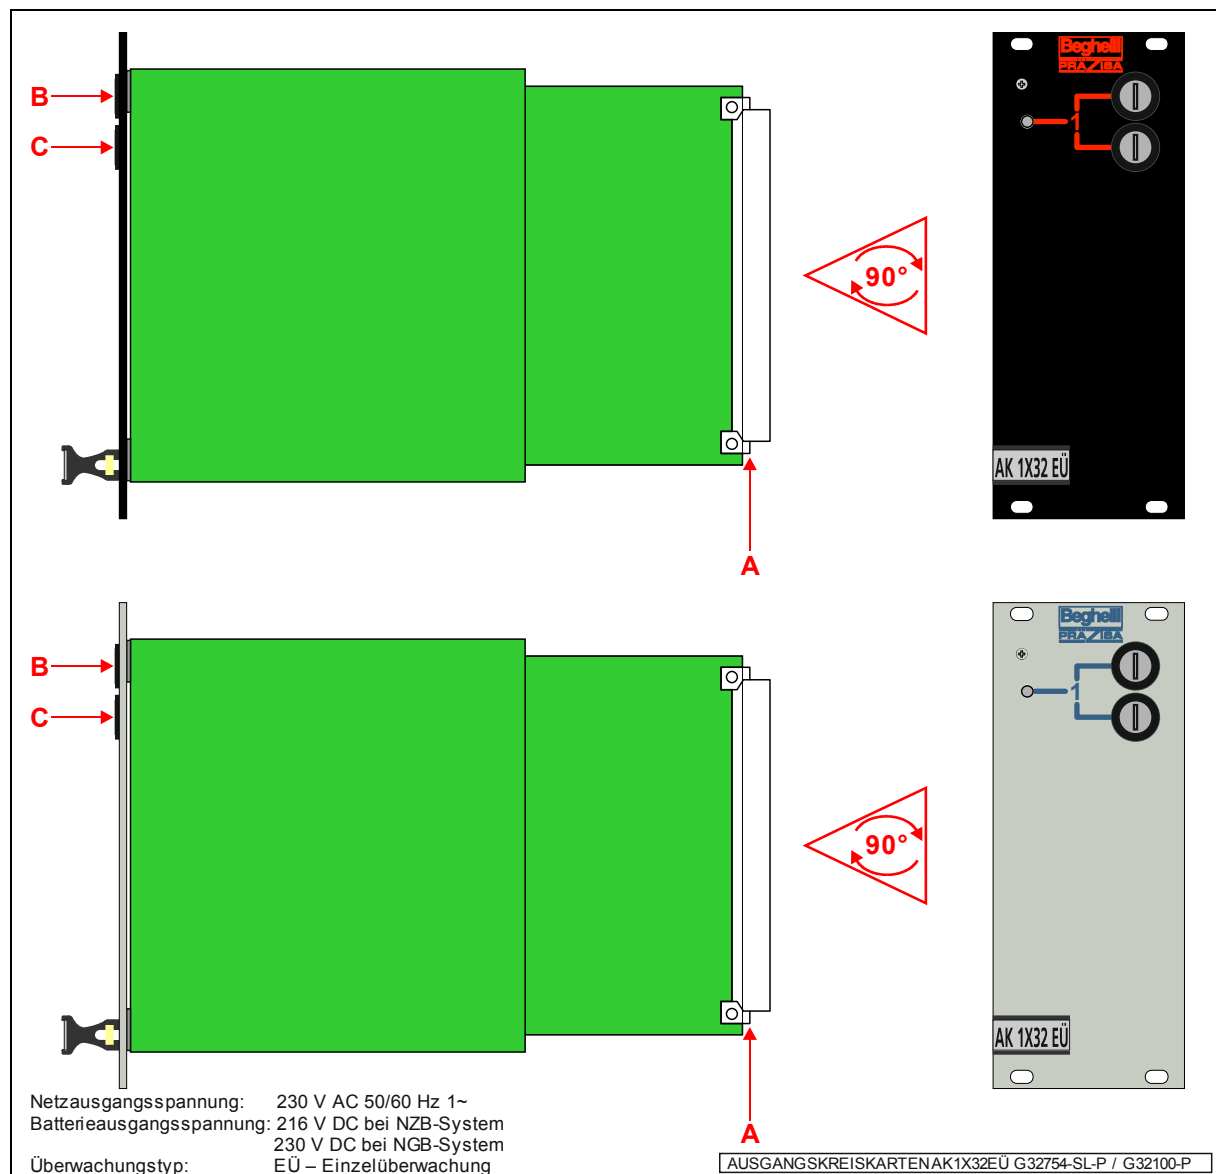 B
C
A
90°
Beghelli
PRÄZISA
1
AK 1X32 EÜ
B
C
A
90°
Beghelli
PRÄZISA
1
AK 1X32 EÜ
Netzausgangsspannung: 230 V AC 50/60 Hz 1~
Batterieausgangsspannung: 216 V DC bei NZB-System
230 V DC bei NGB-System
Überwachungstyp: EÜ – Einzelüberwachung
AUSGANGSKREISKARTEN AK1X32EÜ G32754-SL-P / G32100-P